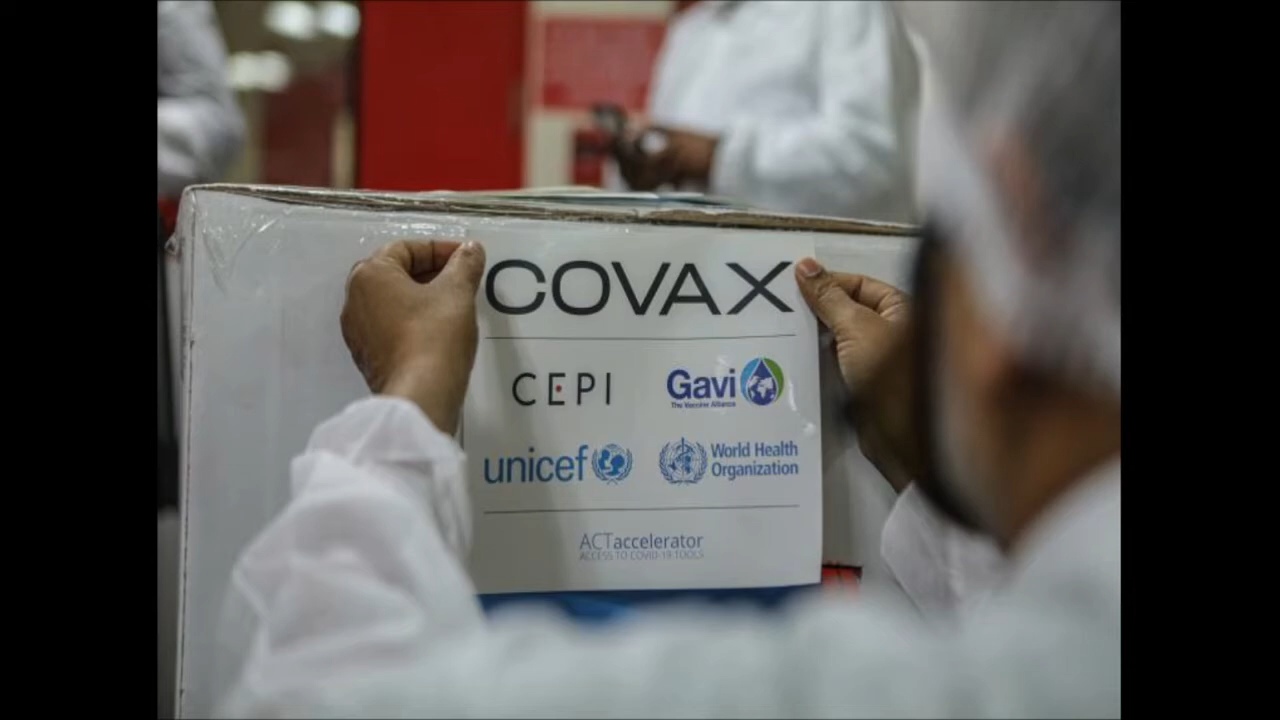 COVAX
CEPI
Gavi
The Vaccine Alliance
unicef
World Health
Organization
ACTaccelerator
ACCESS TO COVID-19 TOOLS